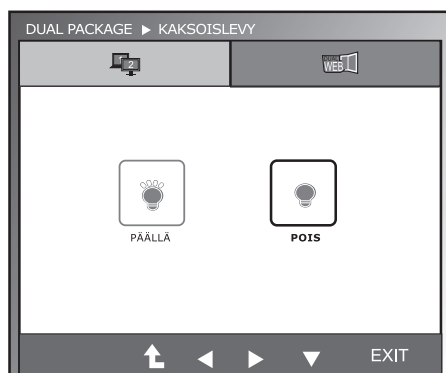 DUAL PACKAGE ▶ KAKSOISLEVY
2
WEB
PÄÄLLÄ
POIS
EXIT